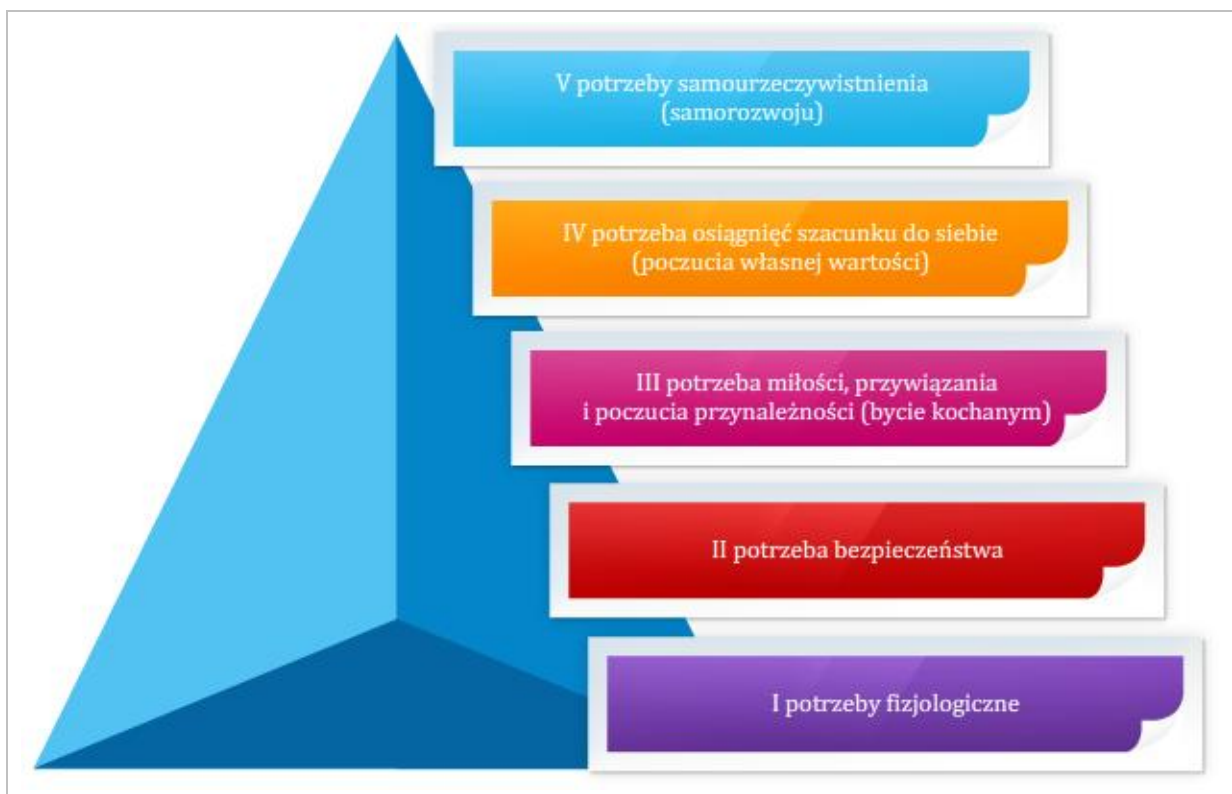 V potrzeby samourzeczywistnienia
(samorozwoju)
IV potrzeba osiągnięć szacunku do siebie
(poczucia własnej wartości)
III potrzeba miłości, przywiązania
i poczucia przynależności (bycie kochanym)
II potrzeba bezpieczeństwa
I potrzeby fizjologiczne